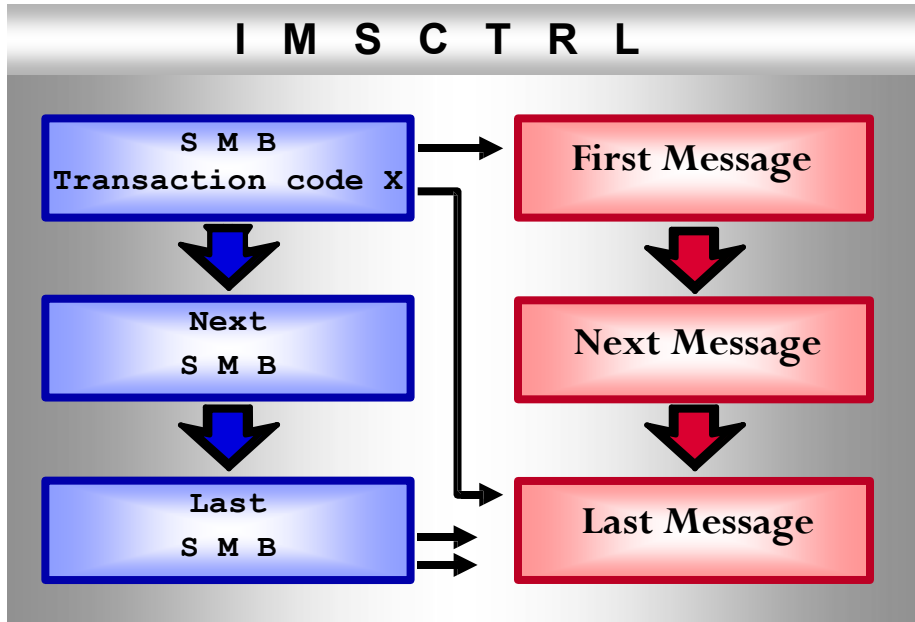 I M S C T R L
S M B
Transaction code X
First Message
Next
S M B
Next Message
Last
S M B
Last Message